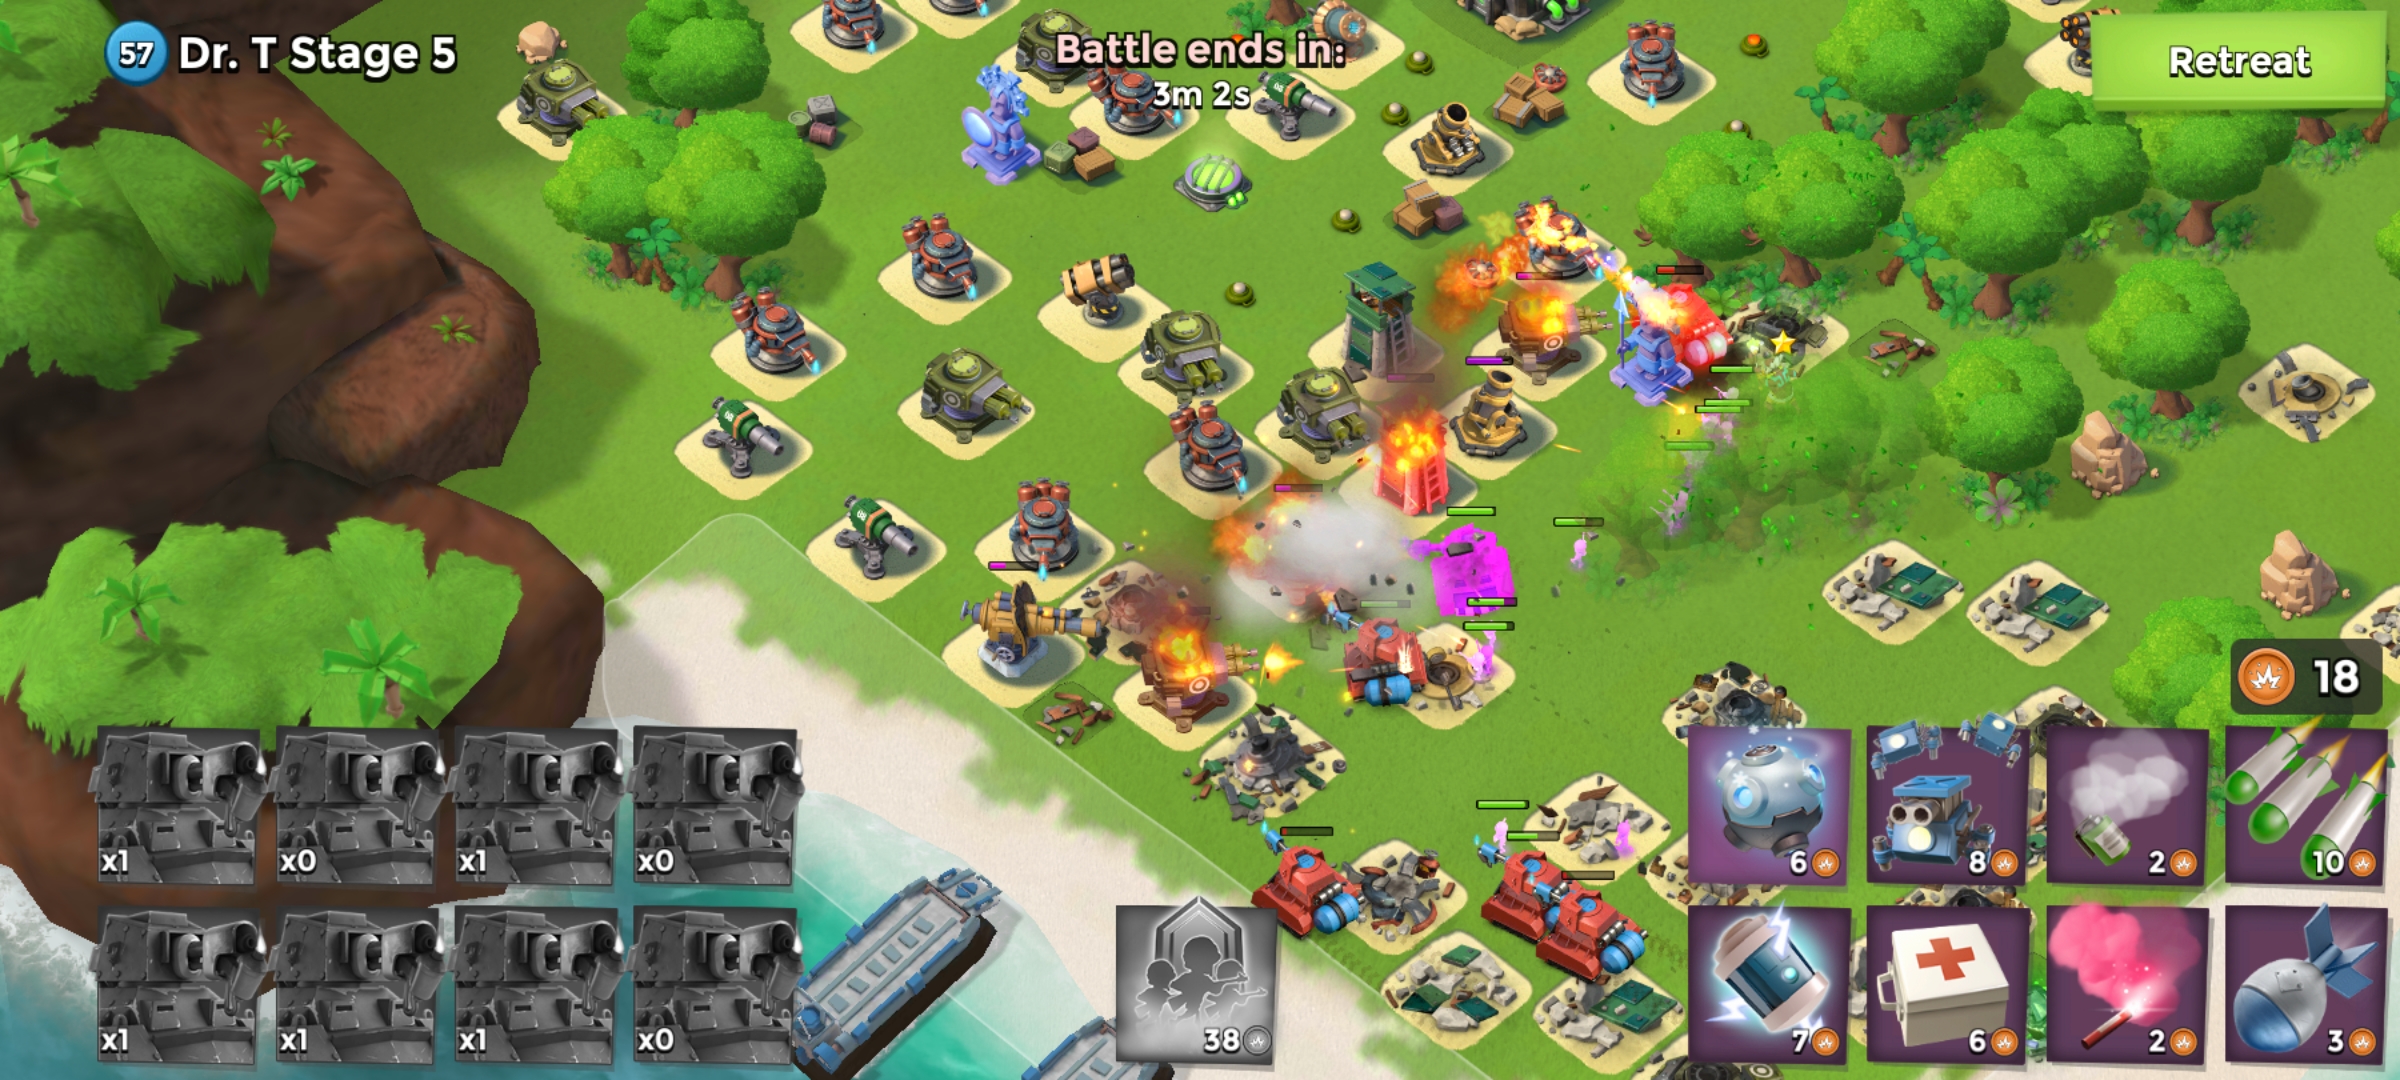 57 Dr. T Stage 5
Battle ends in:
3m 2s
Retreat
18
x1
x0
x1
x0
6
8
2
10
x1
x1
x1
x0
38
7
6
2
3